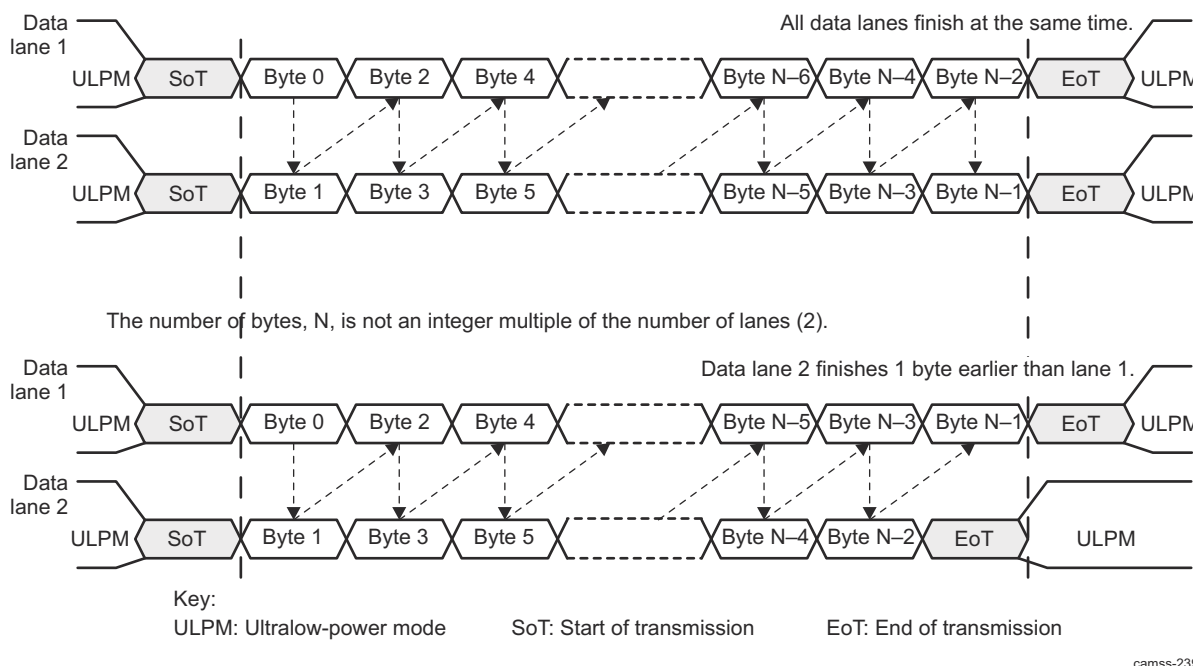 Data
lane 1
All data lanes finish at the same time.
ULPM SoT Byte 0 Byte 2 Byte 4 Byte N–6 Byte N–4 Byte N–2 EoT ULPM
Data
lane 2
ULPM SoT Byte 1 Byte 3 Byte 5 Byte N–5 Byte N–3 Byte N–1 EoT ULPM
The number of bytes, N, is not an integer multiple of the number of lanes (2).
Data
lane 1
Data lane 2 finishes 1 byte earlier than lane 1.
ULPM SoT Byte 0 Byte 2 Byte 4 Byte N–5 Byte N–3 Byte N–1 EoT ULPM
Data
lane 2
ULPM SoT Byte 1 Byte 3 Byte 5 Byte N–4 Byte N–2 EoT ULPM
Key:
ULPM: Ultralow-power mode SoT: Start of transmission EoT: End of transmission
camss-239